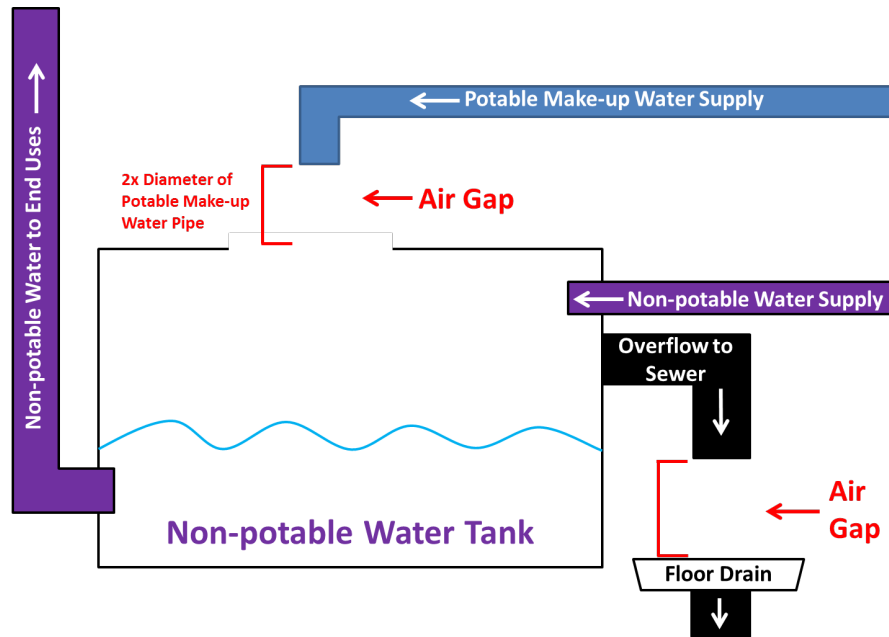 Non-potable Water to End Uses
Potable Make-up Water Supply
2x Diameter of
Potable Make-up
Water Pipe
Air Gap
Non-potable Water Supply
Overflow to
Sewer
Non-potable Water Tank
Air
Gap
Floor Drain